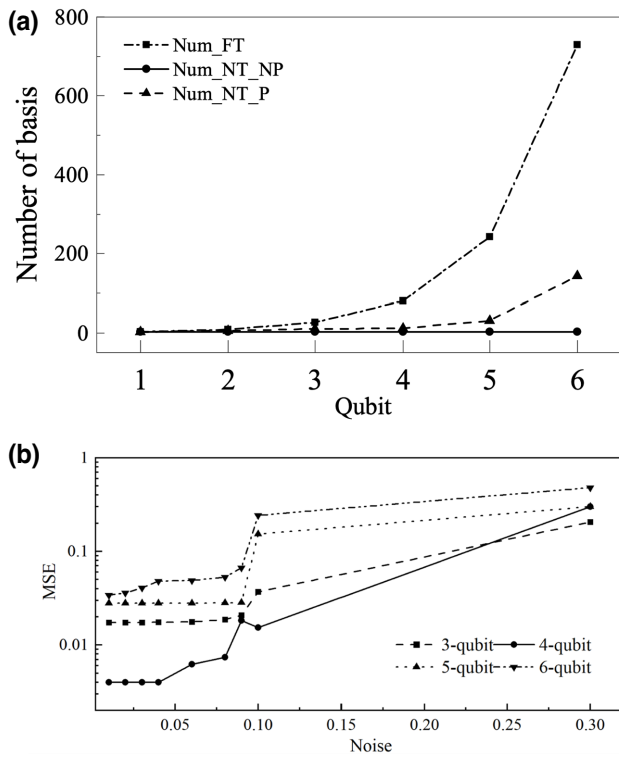 (a)
800
600
400
200
0
Number of basis
Num_FT
Num_NT_NP
Num_NT_P
1 2 3 4 5 6
Qubit
(b)
1
0.1
0.01
MSE
3-qubit 4-qubit
5-qubit 6-qubit
0.05 0.10 0.15 0.20 0.25 0.30
Noise